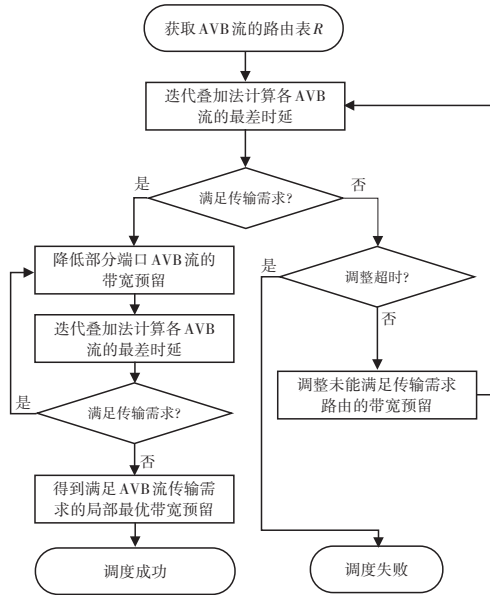 获取AVB流的路由表R
迭代叠加法计算各AVB
流的最差时延
满足传输需求?
是
否
降低部分端口AVB流的
带宽预留
迭代叠加法计算各AVB
流的最差时延
满足传输需求?
是
否
得到满足AVB流传输需
求的局部最优带宽预留
调度成功
调整超时?
是
否
调整未能满足传输需求
路由的带宽预留
调度失败